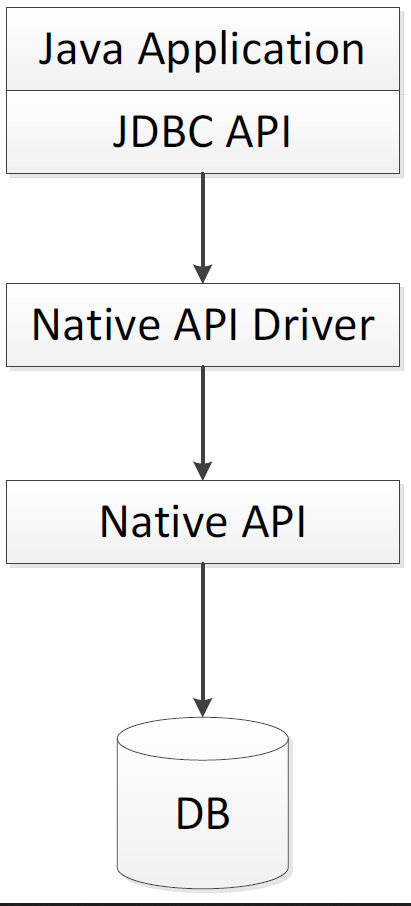 Java Application
JDBC API
Native API Driver
Native API
DB